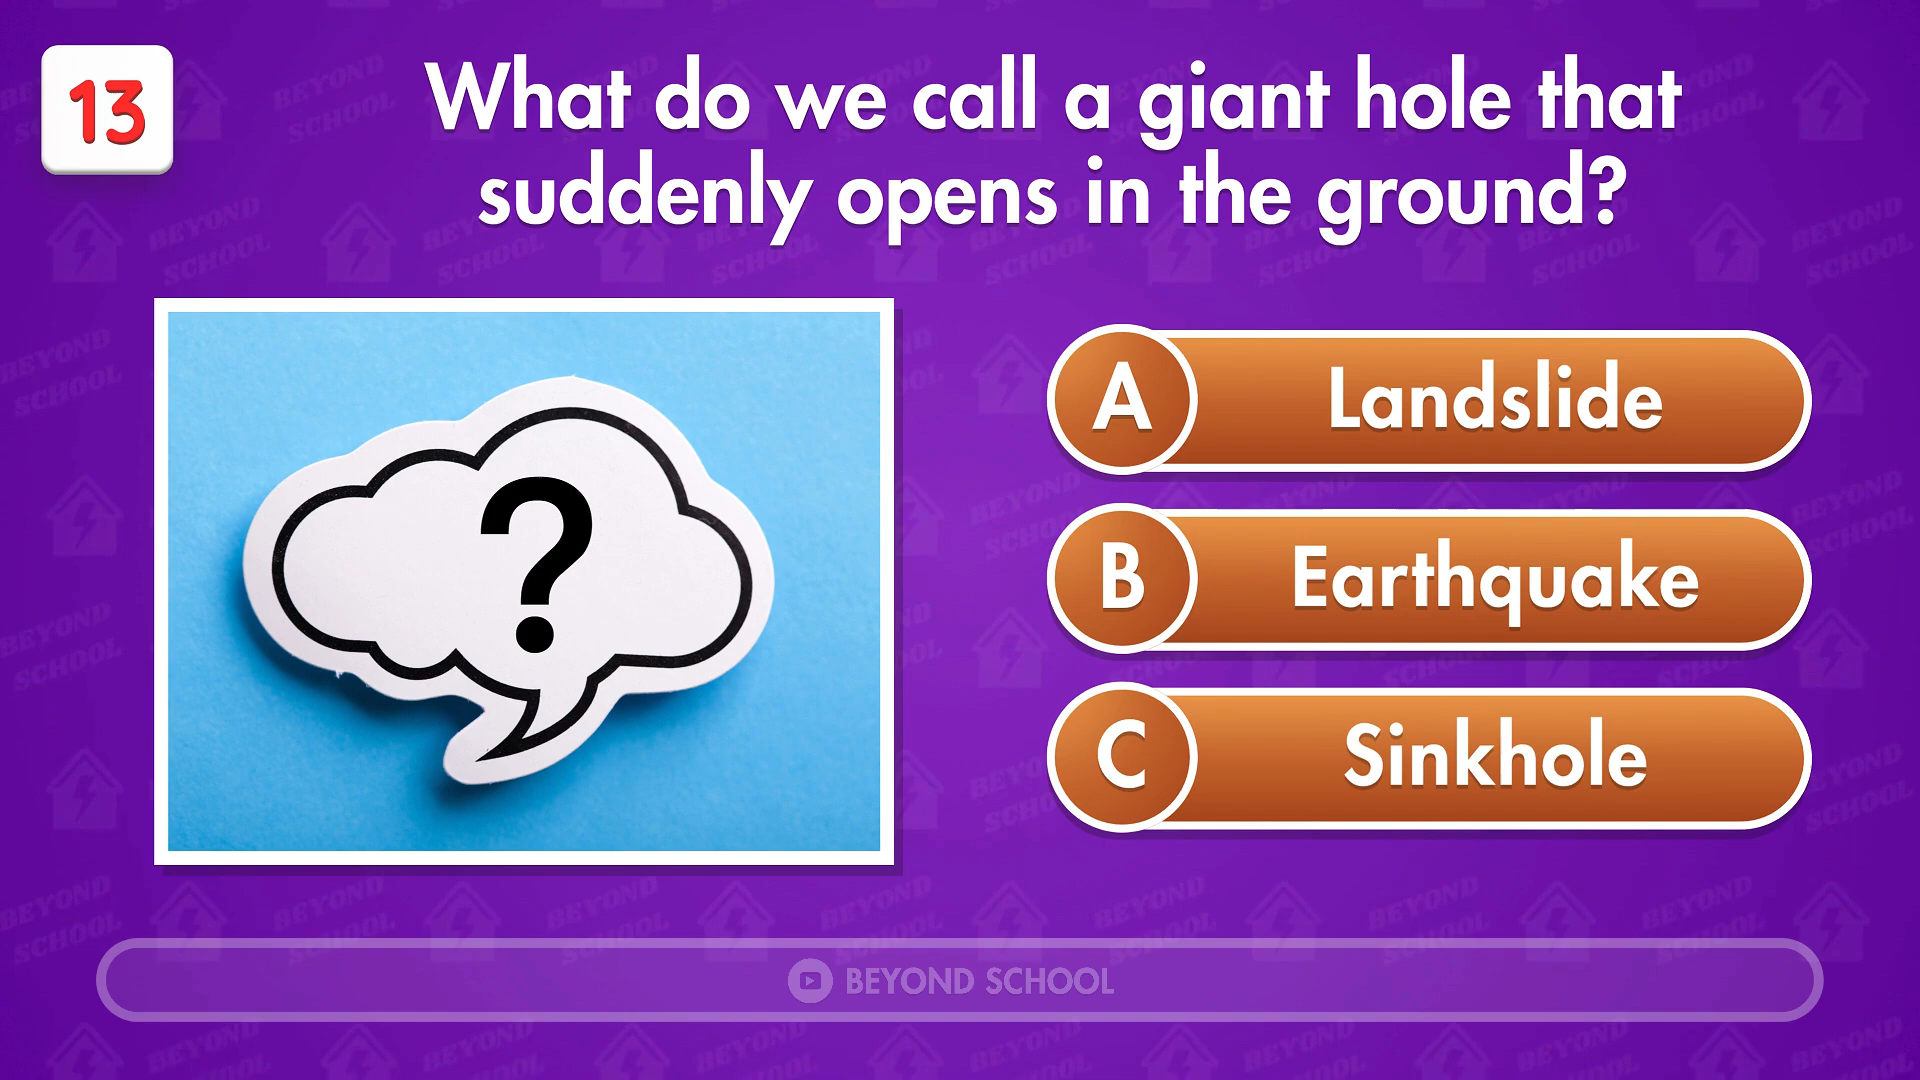 13
What do we call a giant hole that
suddenly opens in the ground?
?
A Landslide
B Earthquake
C Sinkhole
BEYOND SCHOOL